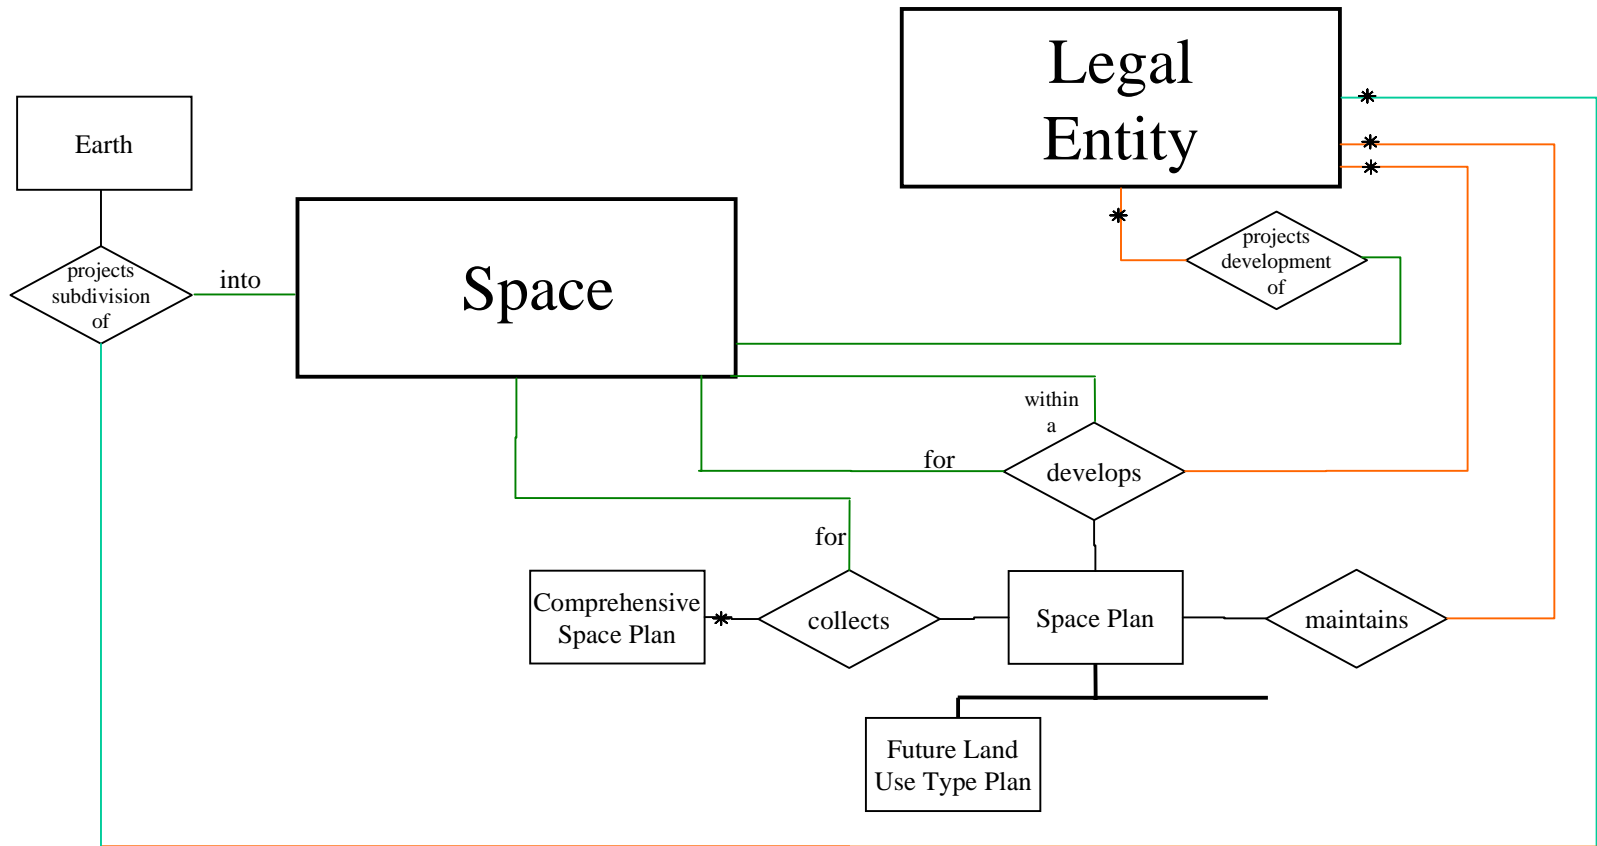 Legal
Entity
Earth
Space
projects
subdivision
of
into
projects
development
of
within
a
for
develops
for
Comprehensive
Space Plan
collects
Space Plan
maintains
Future Land
Use Type Plan